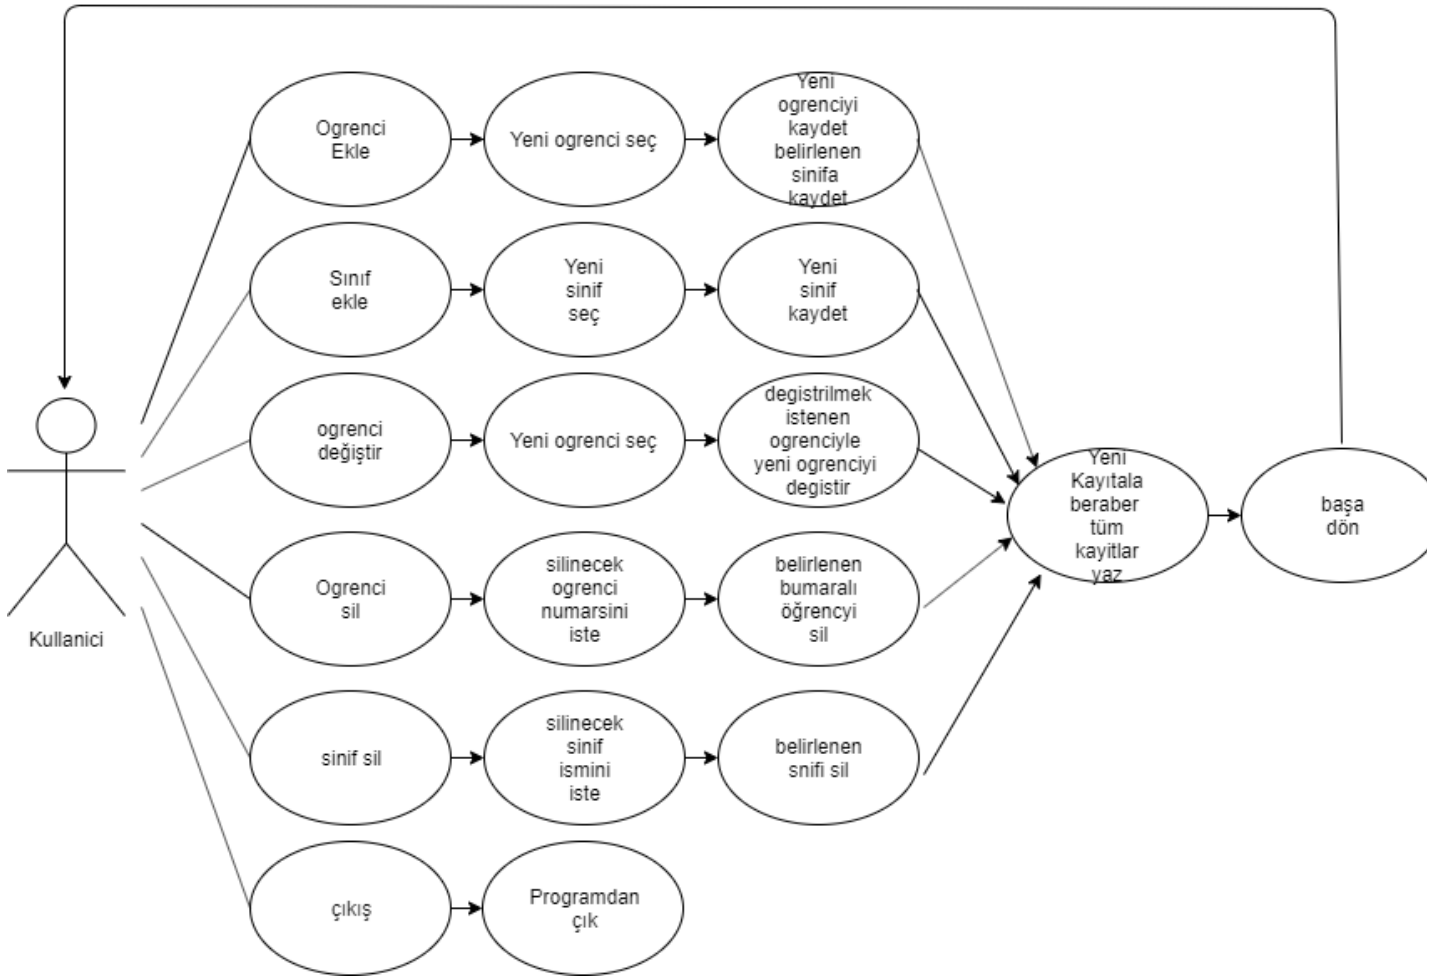 Ogrenci
Ekle
Yeni ogrenci seç
Yeni
ogrenciyi
kaydet
belirlenen
sinifa
kaydet
Sınıf
ekle
Yeni
sinif
seç
Yeni
sinif
kaydet
ogrenci
değiştir
Yeni ogrenci seç
degistrilmek
istenen
ogrenciyle
yeni ogrenciyi
degistir
Yeni
Kayıtala
beraber
tüm
kayitlar
yaz
başa
dön
Ogrenci
sil
silinecek
ogrenci
numarsini
iste
belirlenen
bumaralı
öğrencyi
sil
Kullanici
sinif sil
silinecek
sinif
ismini
iste
belirlenen
snifi sil
çıkış
Programdan
çık